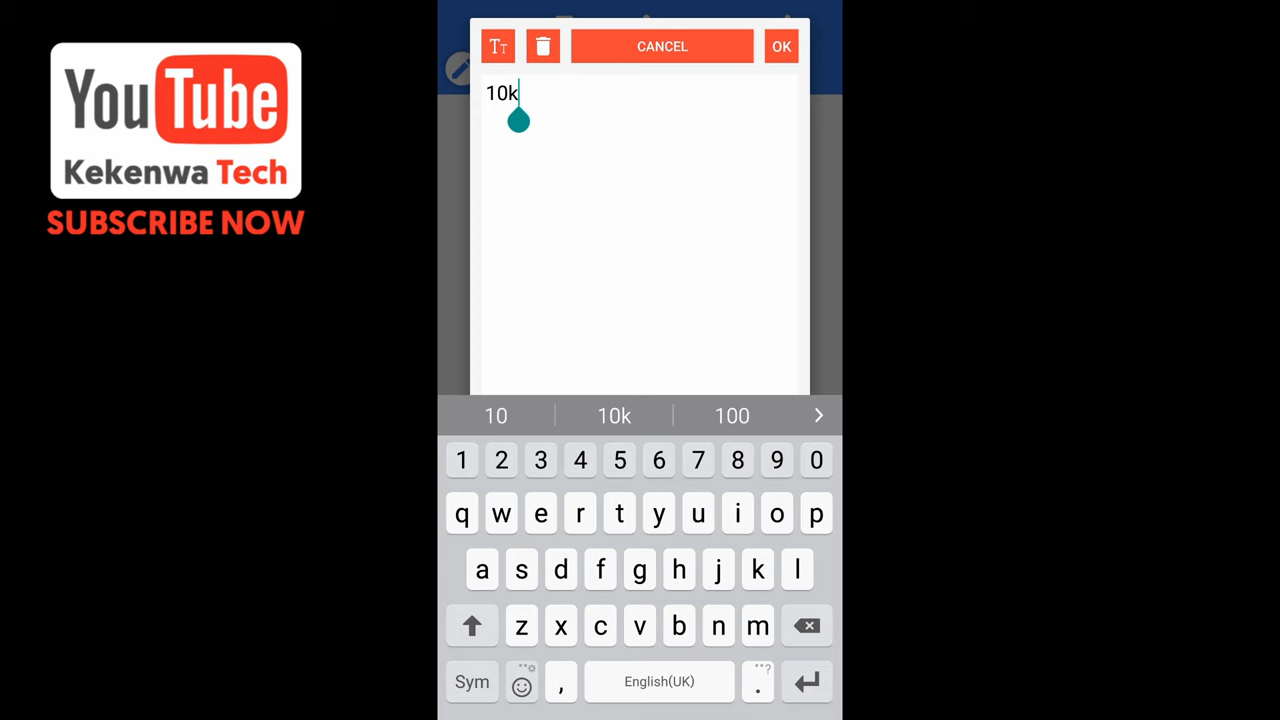 YouTube
Kekenwa Tech
SUBSCRIBE NOW
Tт CANCEL OK
10k
10 10k 100
1 2 3 4 5 6 7 8 9 0
q w e r t y u i o p
a s d f g h j k l
z x c v b n m
Sym , English(UK) .